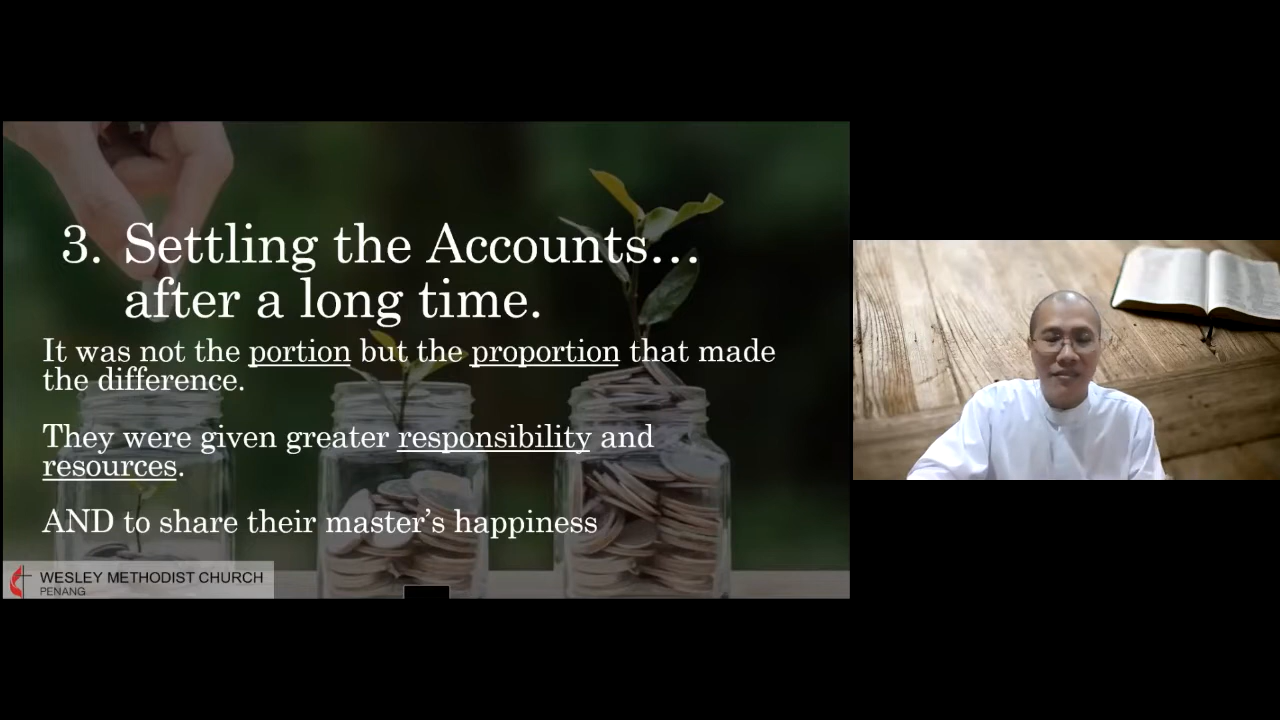 3. Settling the Accounts…
after a long time.
It was not the portion but the proportion that made
the difference.
They were given greater responsibility and
resources.
AND to share their master’s happiness
WESLEY METHODIST CHURCH
PENANG